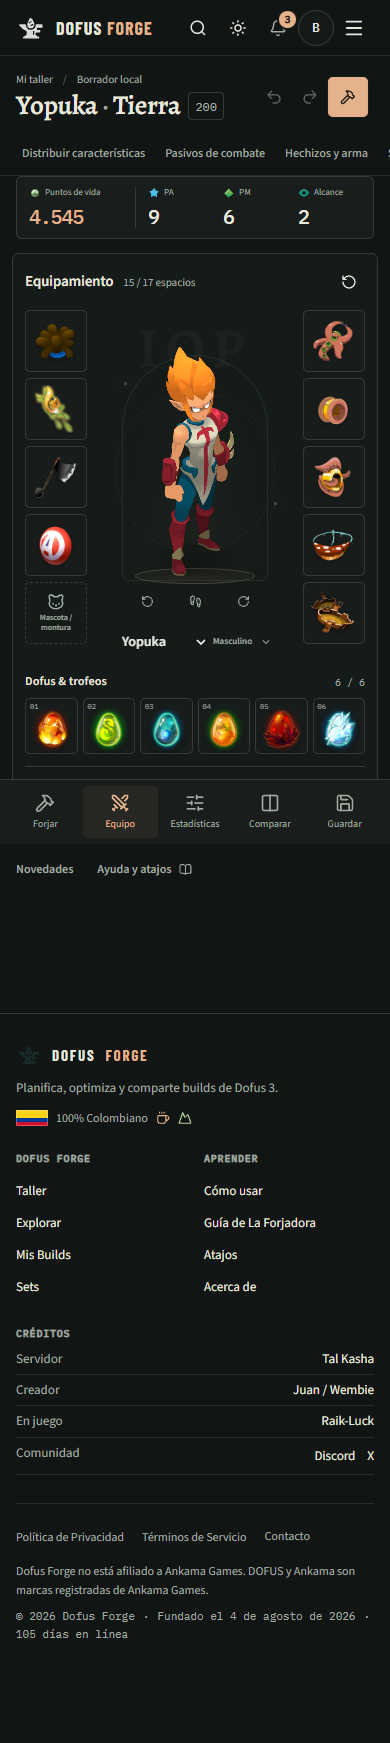 DOFUS FORGE
3
B
Mi taller / Borrador local
Yopuka · Tierra 200
Distribuir características Pasivos de combate Hechizos y arma
Puntos de vida PA PM Alcance
4.545 9 6 2
Equipamiento 15 / 17 espacios
IOP
Mascota /
montura
Yopuka Masculino
Dofus & trofeos 6 / 6
01 02 03 04 05 06
Forjar Equipo Estadísticas Comparar Guardar
Novedades Ayuda y atajos
DOFUS FORGE
Planifica, optimiza y comparte builds de Dofus 3.
100% Colombiano
DOFUS FORGE APRENDER
Taller Cómo usar
Explorar Guía de La Forjadora
Mis Builds Atajos
Sets Acerca de
CRÉDITOS
Servidor Tal Kasha
Creador Juan / Wembie
En juego Raik-Luck
Comunidad Discord X
Política de Privacidad Términos de Servicio Contacto
Dofus Forge no está afiliado a Ankama Games. DOFUS y Ankama son
marcas registradas de Ankama Games.
© 2026 Dofus Forge · Fundado el 4 de agosto de 2026 ·
105 días en línea